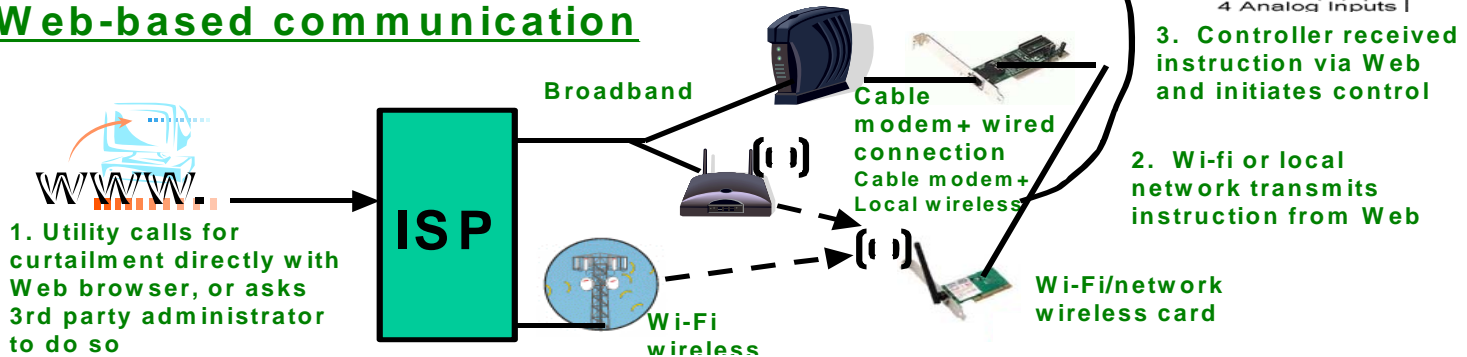 Web-based communication
4 Analog Inputs |
3. Controller received
instruction via Web
and initiates control
Broadband
Cable
modem+ wired
connection
Cable modem+
Local wireless
2. Wi-fi or local
network transmits
instruction from Web
WWW.
ISP
1. Utility calls for
curtailment directly with
Web browser, or asks
3rd party administrator
to do so
Wi-Fi
wireless
Wi-Fi/network
wireless card